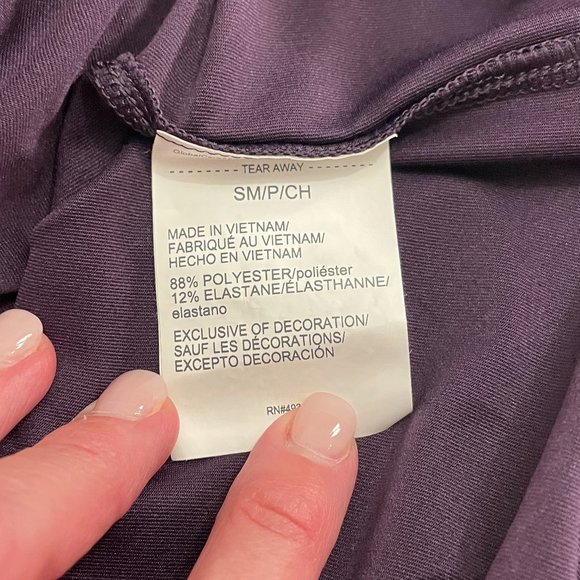 - - - - - - - TEAR AWAY - - - - - - -
SM/P/CH
MADE IN VIETNAM/
FABRIQUÉ AU VIETNAM/
HECHO EN VIETNAM
88% POLYESTER/poliéster
12% ELASTANE/ÉLASTHANNE/
elastano
EXCLUSIVE OF DECORATION/
SAUF LES DÉCORATIONS/
EXCEPTO DECORACIÓN